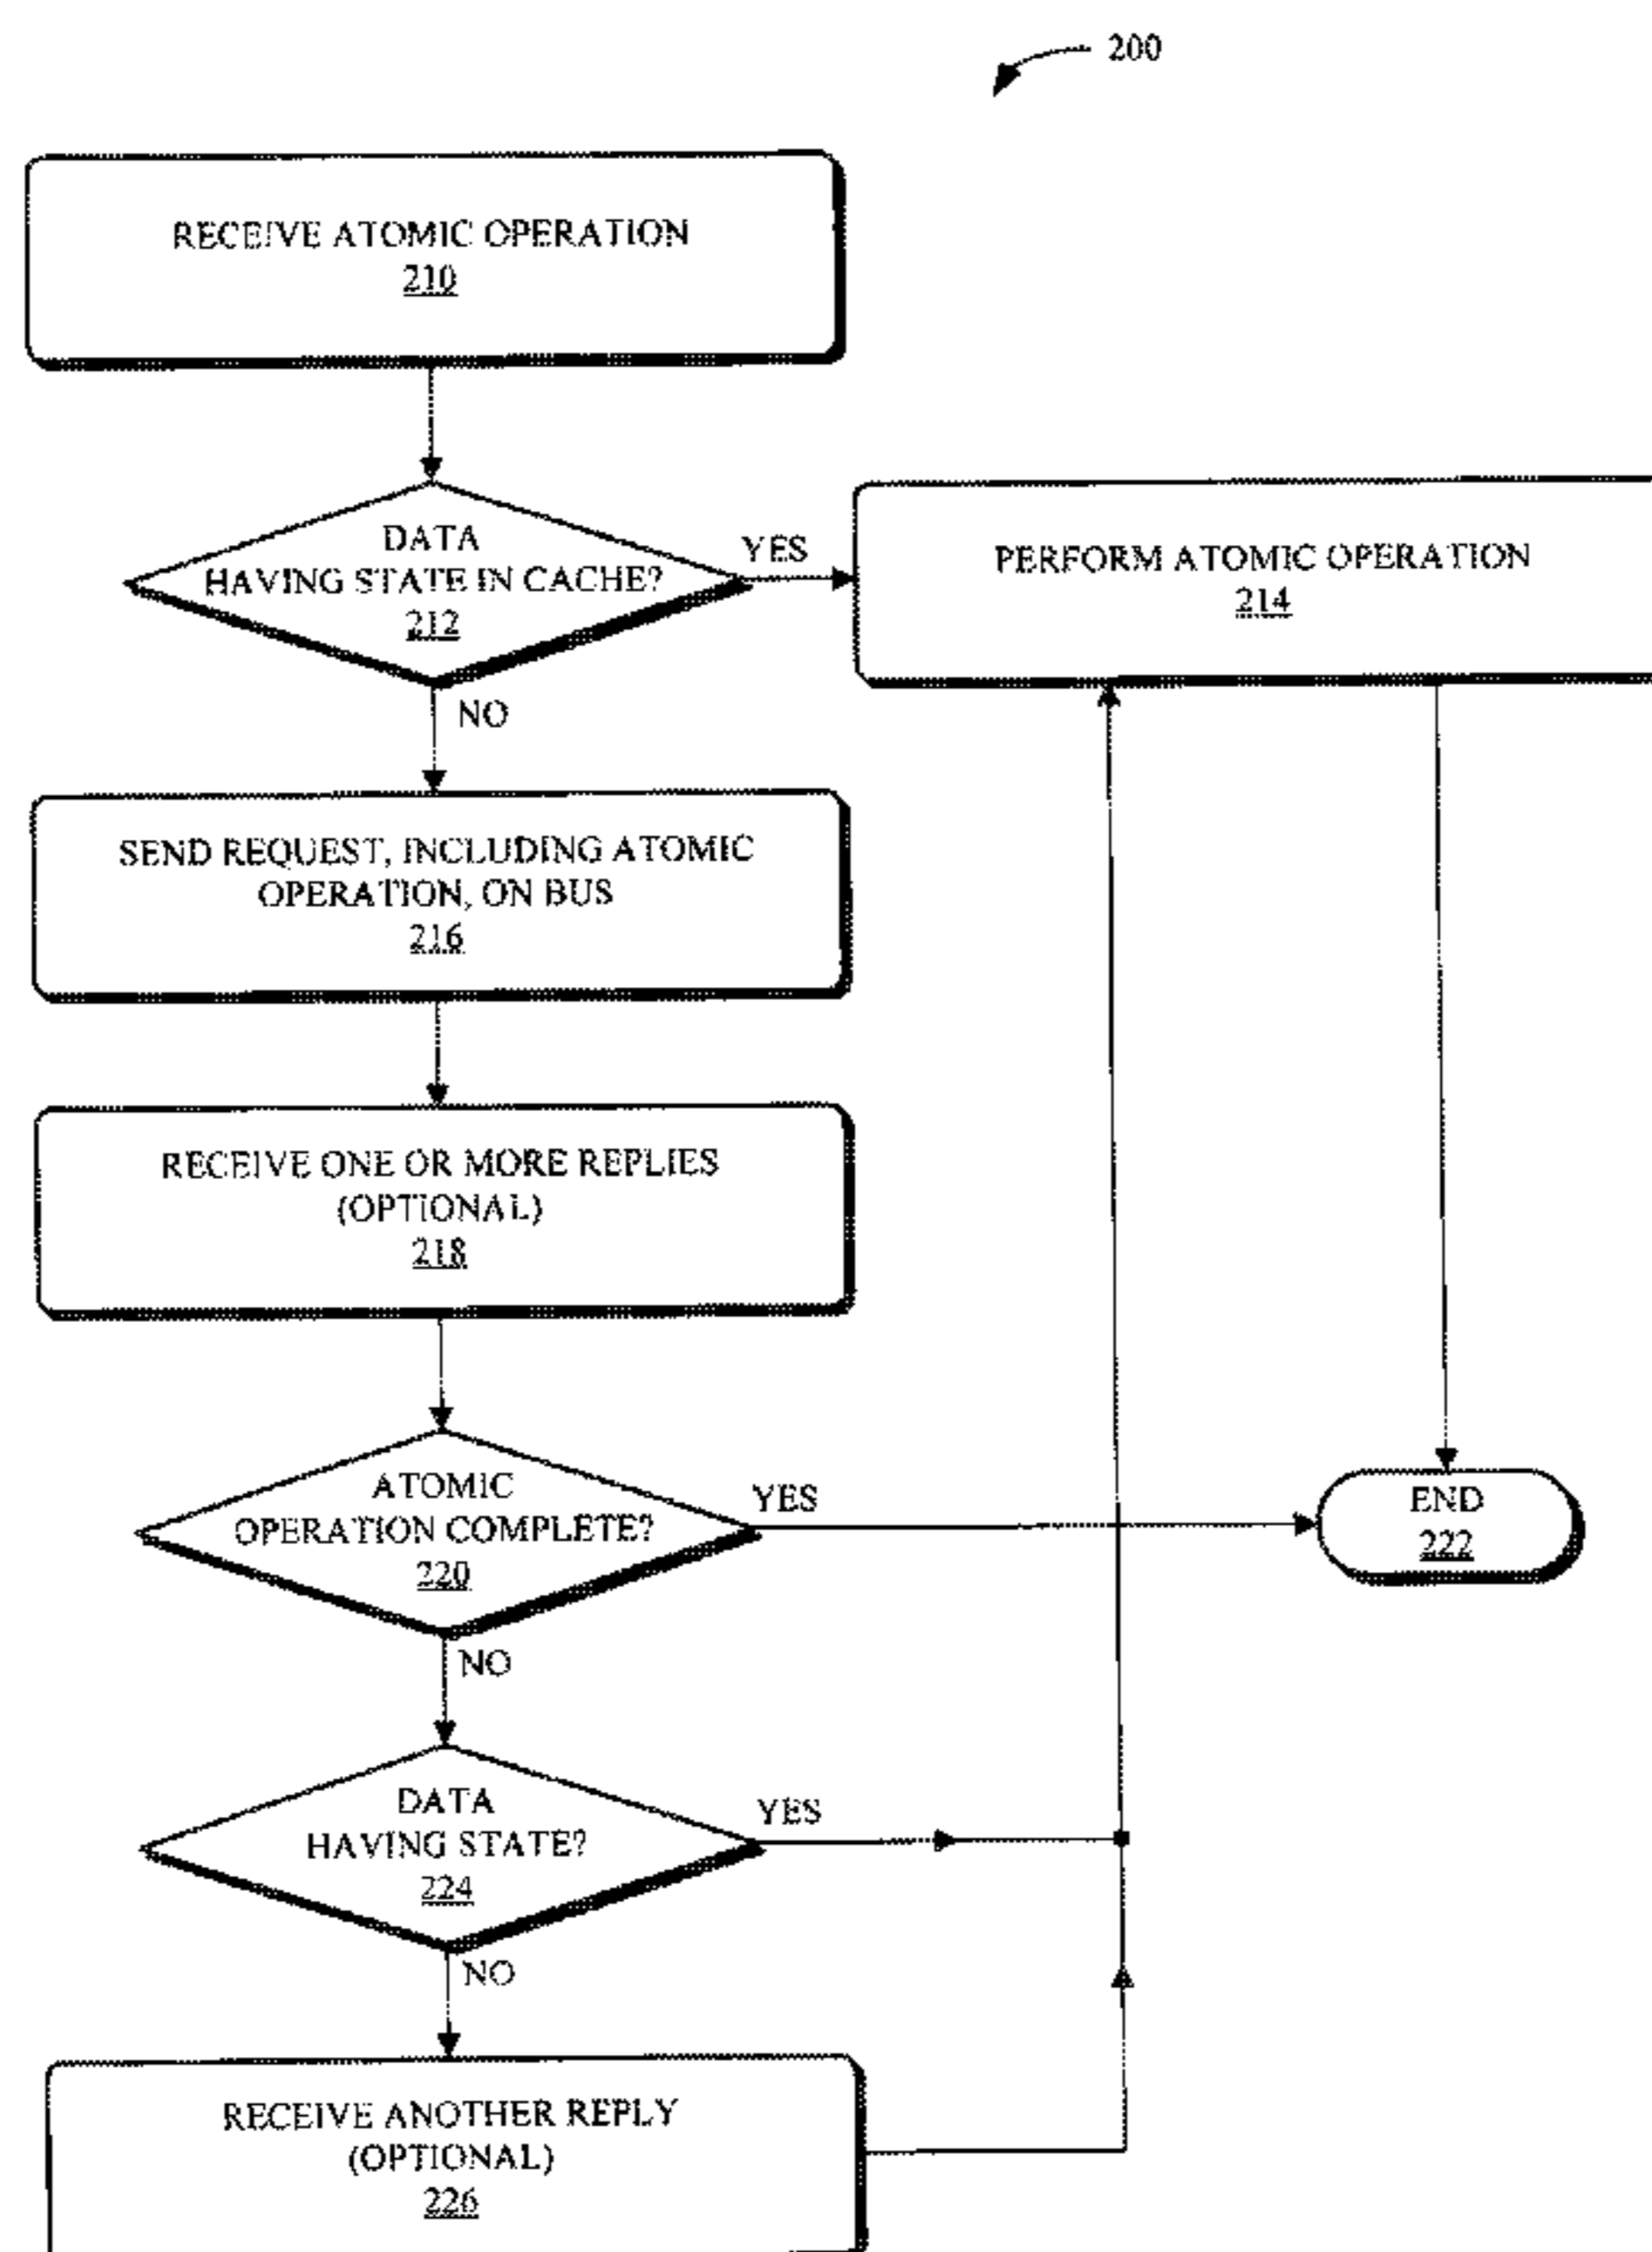 200
RECEIVE ATOMIC OPERATION
210
DATA
HAVING STATE IN CACHE?
212
YES
PERFORM ATOMIC OPERATION
214
NO
SEND REQUEST, INCLUDING ATOMIC
OPERATION, ON BUS
216
RECEIVE ONE OR MORE REPLIES
(OPTIONAL)
218
ATOMIC
OPERATION COMPLETE?
220
YES
END
222
NO
DATA
HAVING STATE?
224
YES
NO
RECEIVE ANOTHER REPLY
(OPTIONAL)
226